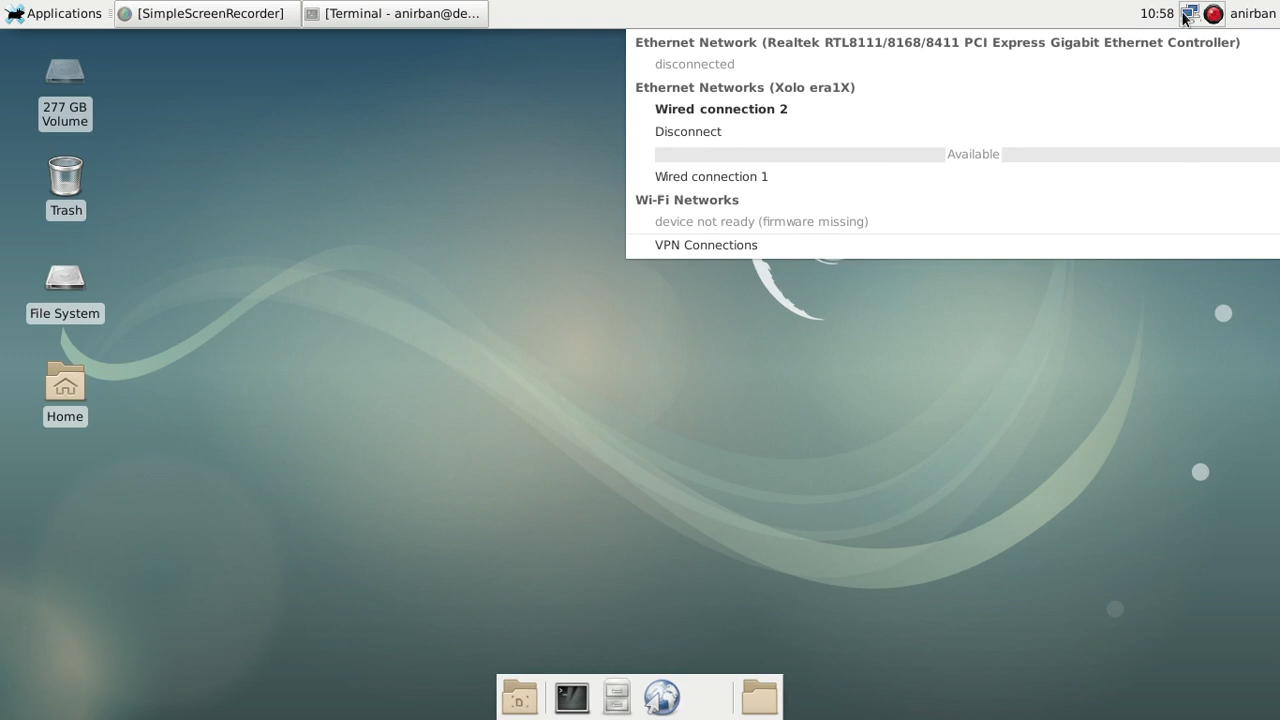 Applications
[SimpleScreenRecorder]
[Terminal - anirban@de...
10:58
anirban
Ethernet Network (Realtek RTL8111/8168/8411 PCI Express Gigabit Ethernet Controller)
disconnected
Ethernet Networks (Xolo era1X)
Wired connection 2
Disconnect
Available
Wired connection 1
Wi-Fi Networks
device not ready (firmware missing)
VPN Connections
277 GB
Volume
Trash
File System
Home